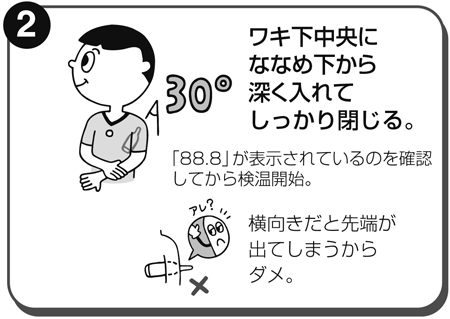 2
ワキ下中央に
ななめ下から
深く入れて
しっかり閉じる。
30°
「88.8」が表示されているのを確認
してから検温開始。
アレ?
横向きだと先端が
出てしまうから
ダメ。